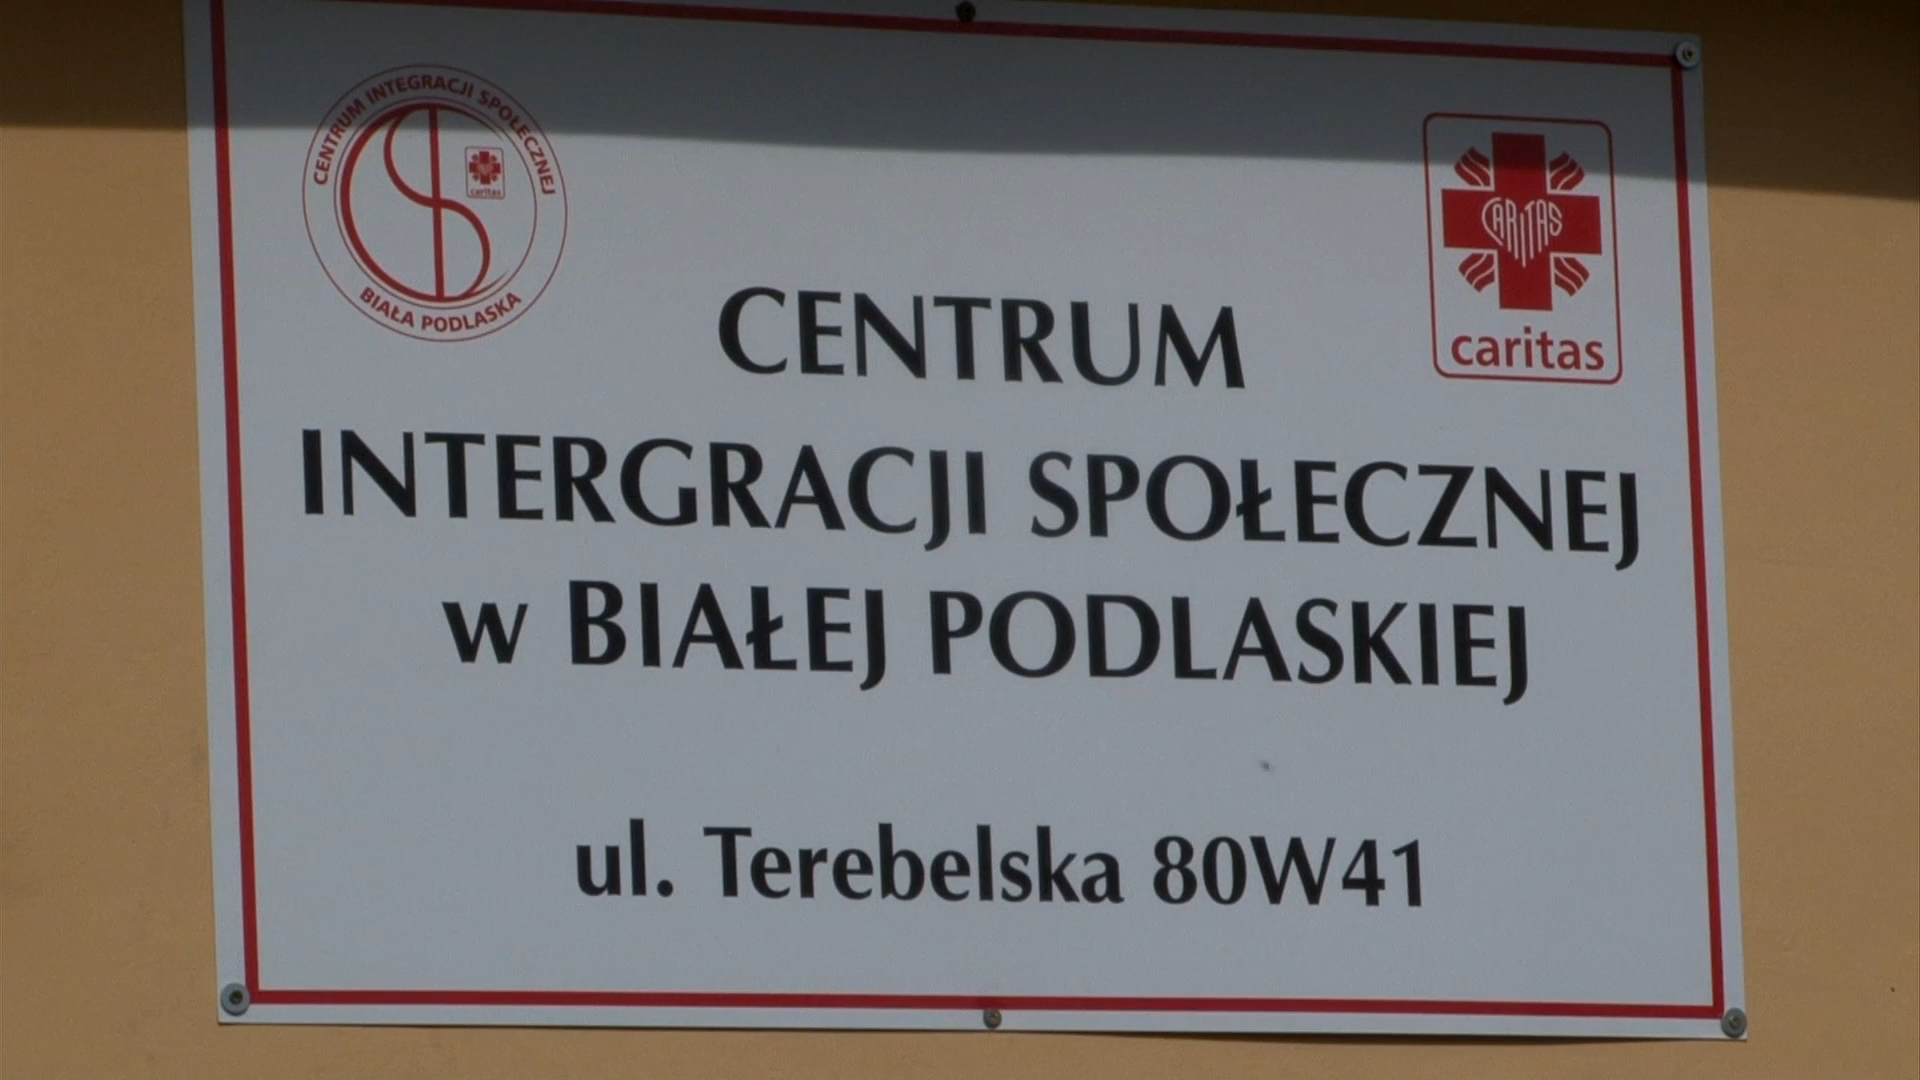 CENTRUM INTEGRACJI SPOŁECZNEJ
caritas
BIAŁA PODLASKA
CARITAS
caritas
CENTRUM
INTERGRACJI SPOŁECZNEJ
w BIAŁEJ PODLASKIEJ
ul. Terebelska 80W41